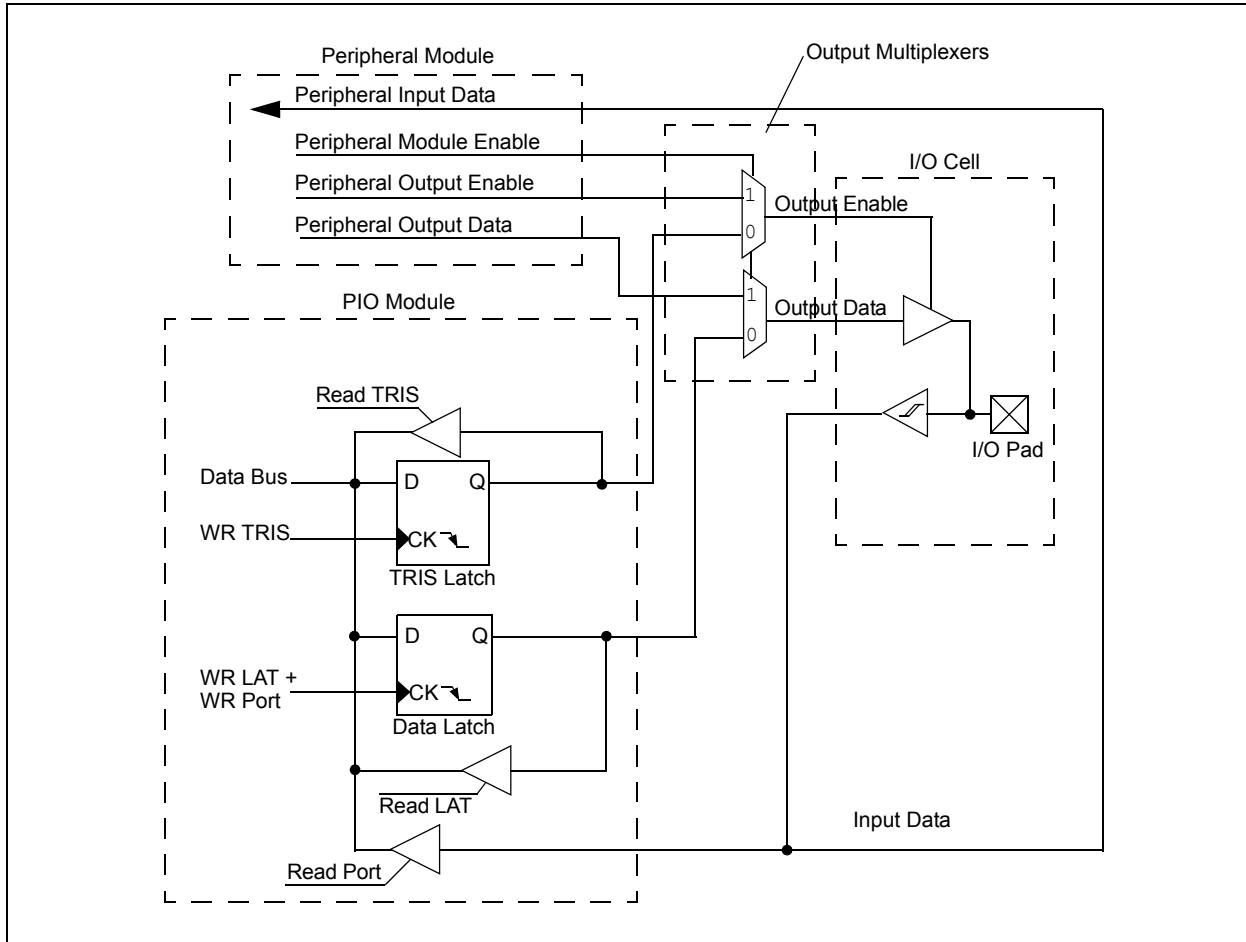 Peripheral Module
Output Multiplexers
Peripheral Input Data
Peripheral Module Enable
I/O Cell
Peripheral Output Enable
1
Output Enable
Peripheral Output Data
0
1
PIO Module
Output Data
0
Read TRIS
I/O Pad
Data Bus
D
Q
WR TRIS
CK
TRIS Latch
D
Q
WR LAT +
WR Port
CK
Data Latch
Read LAT
Input Data
Read Port